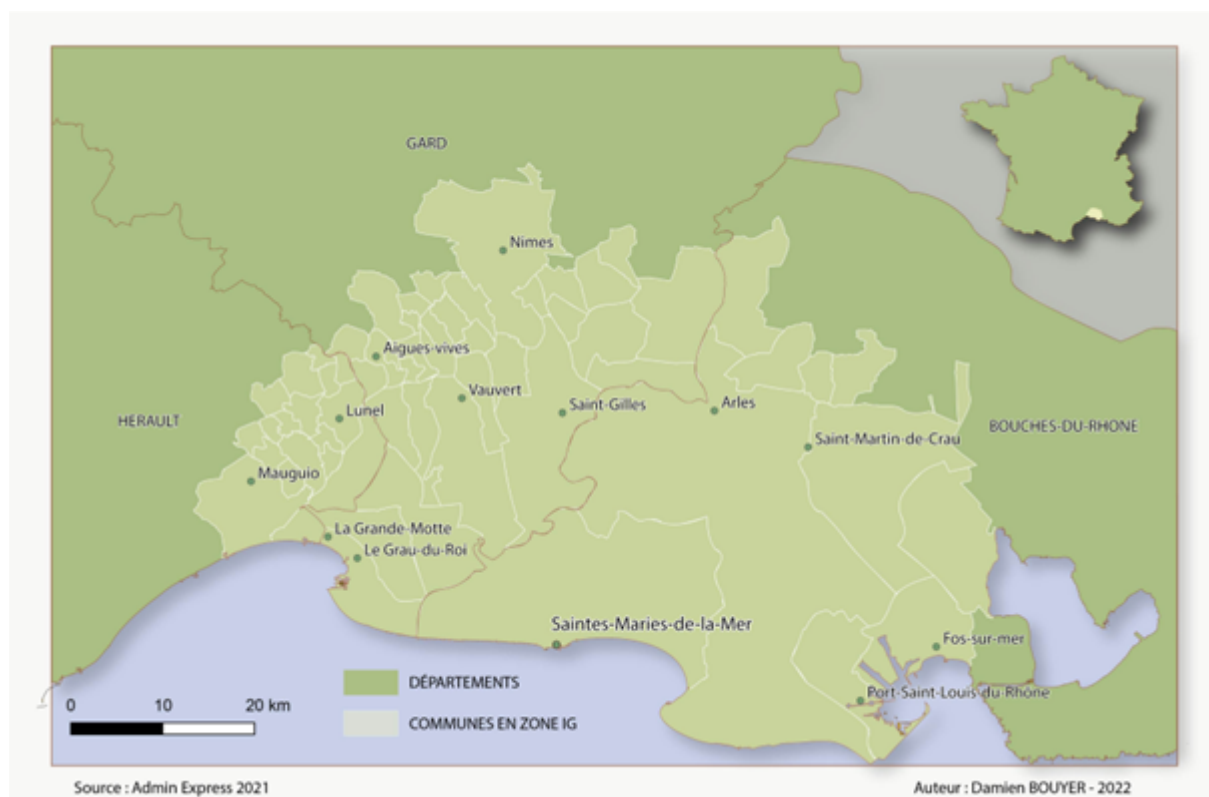 GARD
Nimes
Aigues-vives
Vauvert
Saint-Gilles
Arles
HERAULT
Lunel
BOUCHES-DU-RHONE
Saint-Martin-de-Crau
Mauguio
La Grande-Motte
Le Grau-du-Roi
Saintes-Maries-de-la-Mer
Fos-sur-mer
Port-Saint-Louis du-Rhône
DÉPARTEMENTS
0 10 20 km
COMMUNES EN ZONE IG
Source : Admin Express 2021
Auteur : Damien BOUYER - 2022